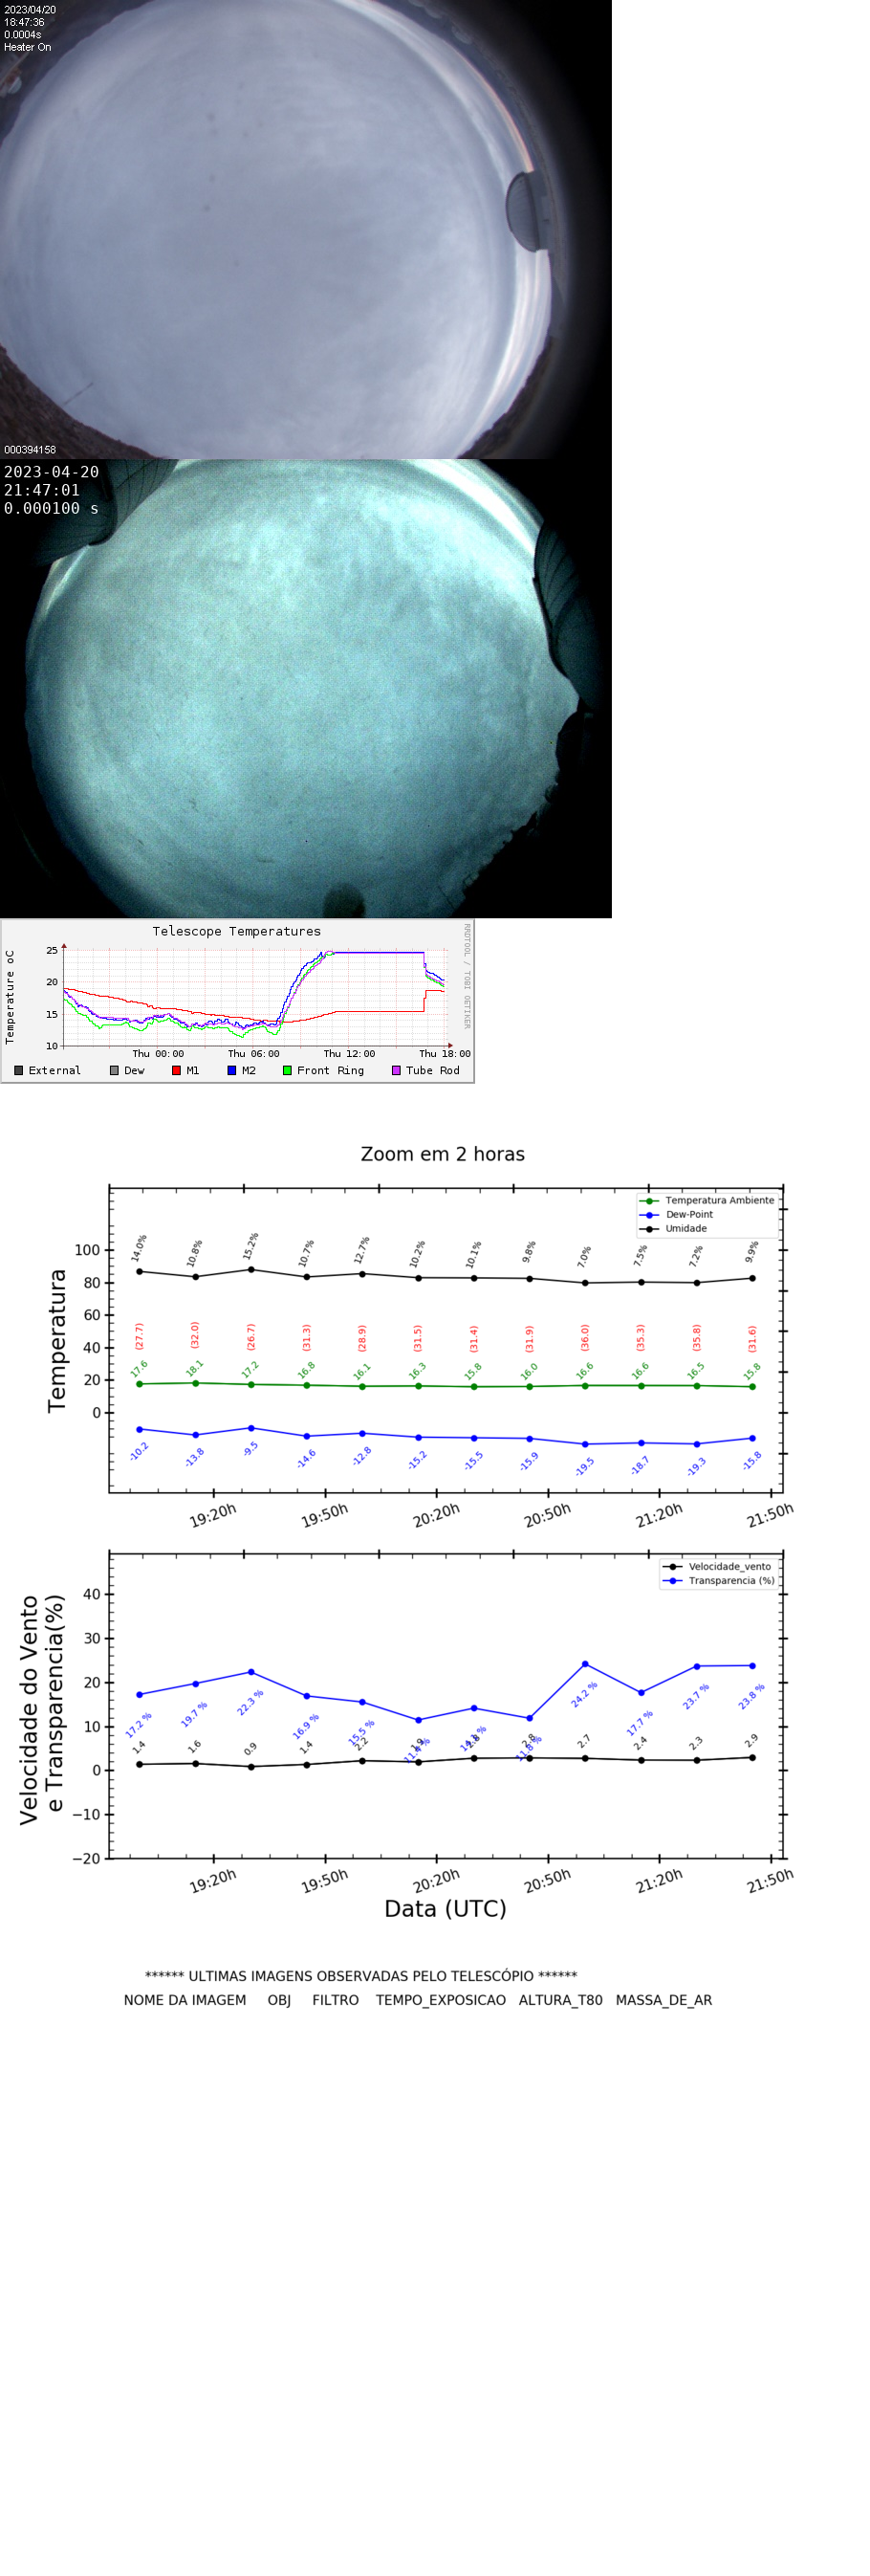 2023/04/20
18:47:36
0.0004s
Heater On
000394158
2023-04-20
21:47:01
0.000100 s
Telescope Temperatures
RRDTOOL / TOBI OETIKER
Temperature oC
25
20
15
10
Thu 00:00 Thu 06:00 Thu 12:00 Thu 18:00
External Dew M1 M2 Front Ring Tube Rod
Zoom em 2 horas
Temperatura Ambiente
Dew-Point
Umidade
Temperatura
100
80
60
40
20
0
14.0% 10.8% 15.2% 10.7% 12.7% 10.2% 10.1% 9.8% 7.0% 7.5% 7.2% 9.9%
(27.7) (32.0) (26.7) (31.3) (28.9) (31.5) (31.4) (31.9) (36.0) (35.3) (35.8) (31.6)
17.6 18.1 17.2 16.8 16.1 16.3 15.8 16.0 16.6 16.6 16.5 15.8
-10.2 -13.8 -9.5 -14.6 -12.8 -15.2 -15.5 -15.9 -19.5 -18.7 -19.3 -15.8
19:20h 19:50h 20:20h 20:50h 21:20h 21:50h
Velocidade_vento
Transparencia (%)
Velocidade do Vento
e Transparencia(%)
40
30
20
10
0
−10
−20
17.2 % 19.7 % 22.3 % 16.9 % 15.5 % 11.4 % 11.8 % 24.2 % 17.7 % 23.7 % 23.8 %
1.4 1.6 0.9 1.4 2.2 1.9 2.8 2.7 2.4 2.3 2.9
19:20h 19:50h 20:20h 20:50h 21:20h 21:50h
Data (UTC)
****** ULTIMAS IMAGENS OBSERVADAS PELO TELESCÓPIO ******
NOME DA IMAGEM OBJ FILTRO TEMPO_EXPOSICAO ALTURA_T80 MASSA_DE_AR